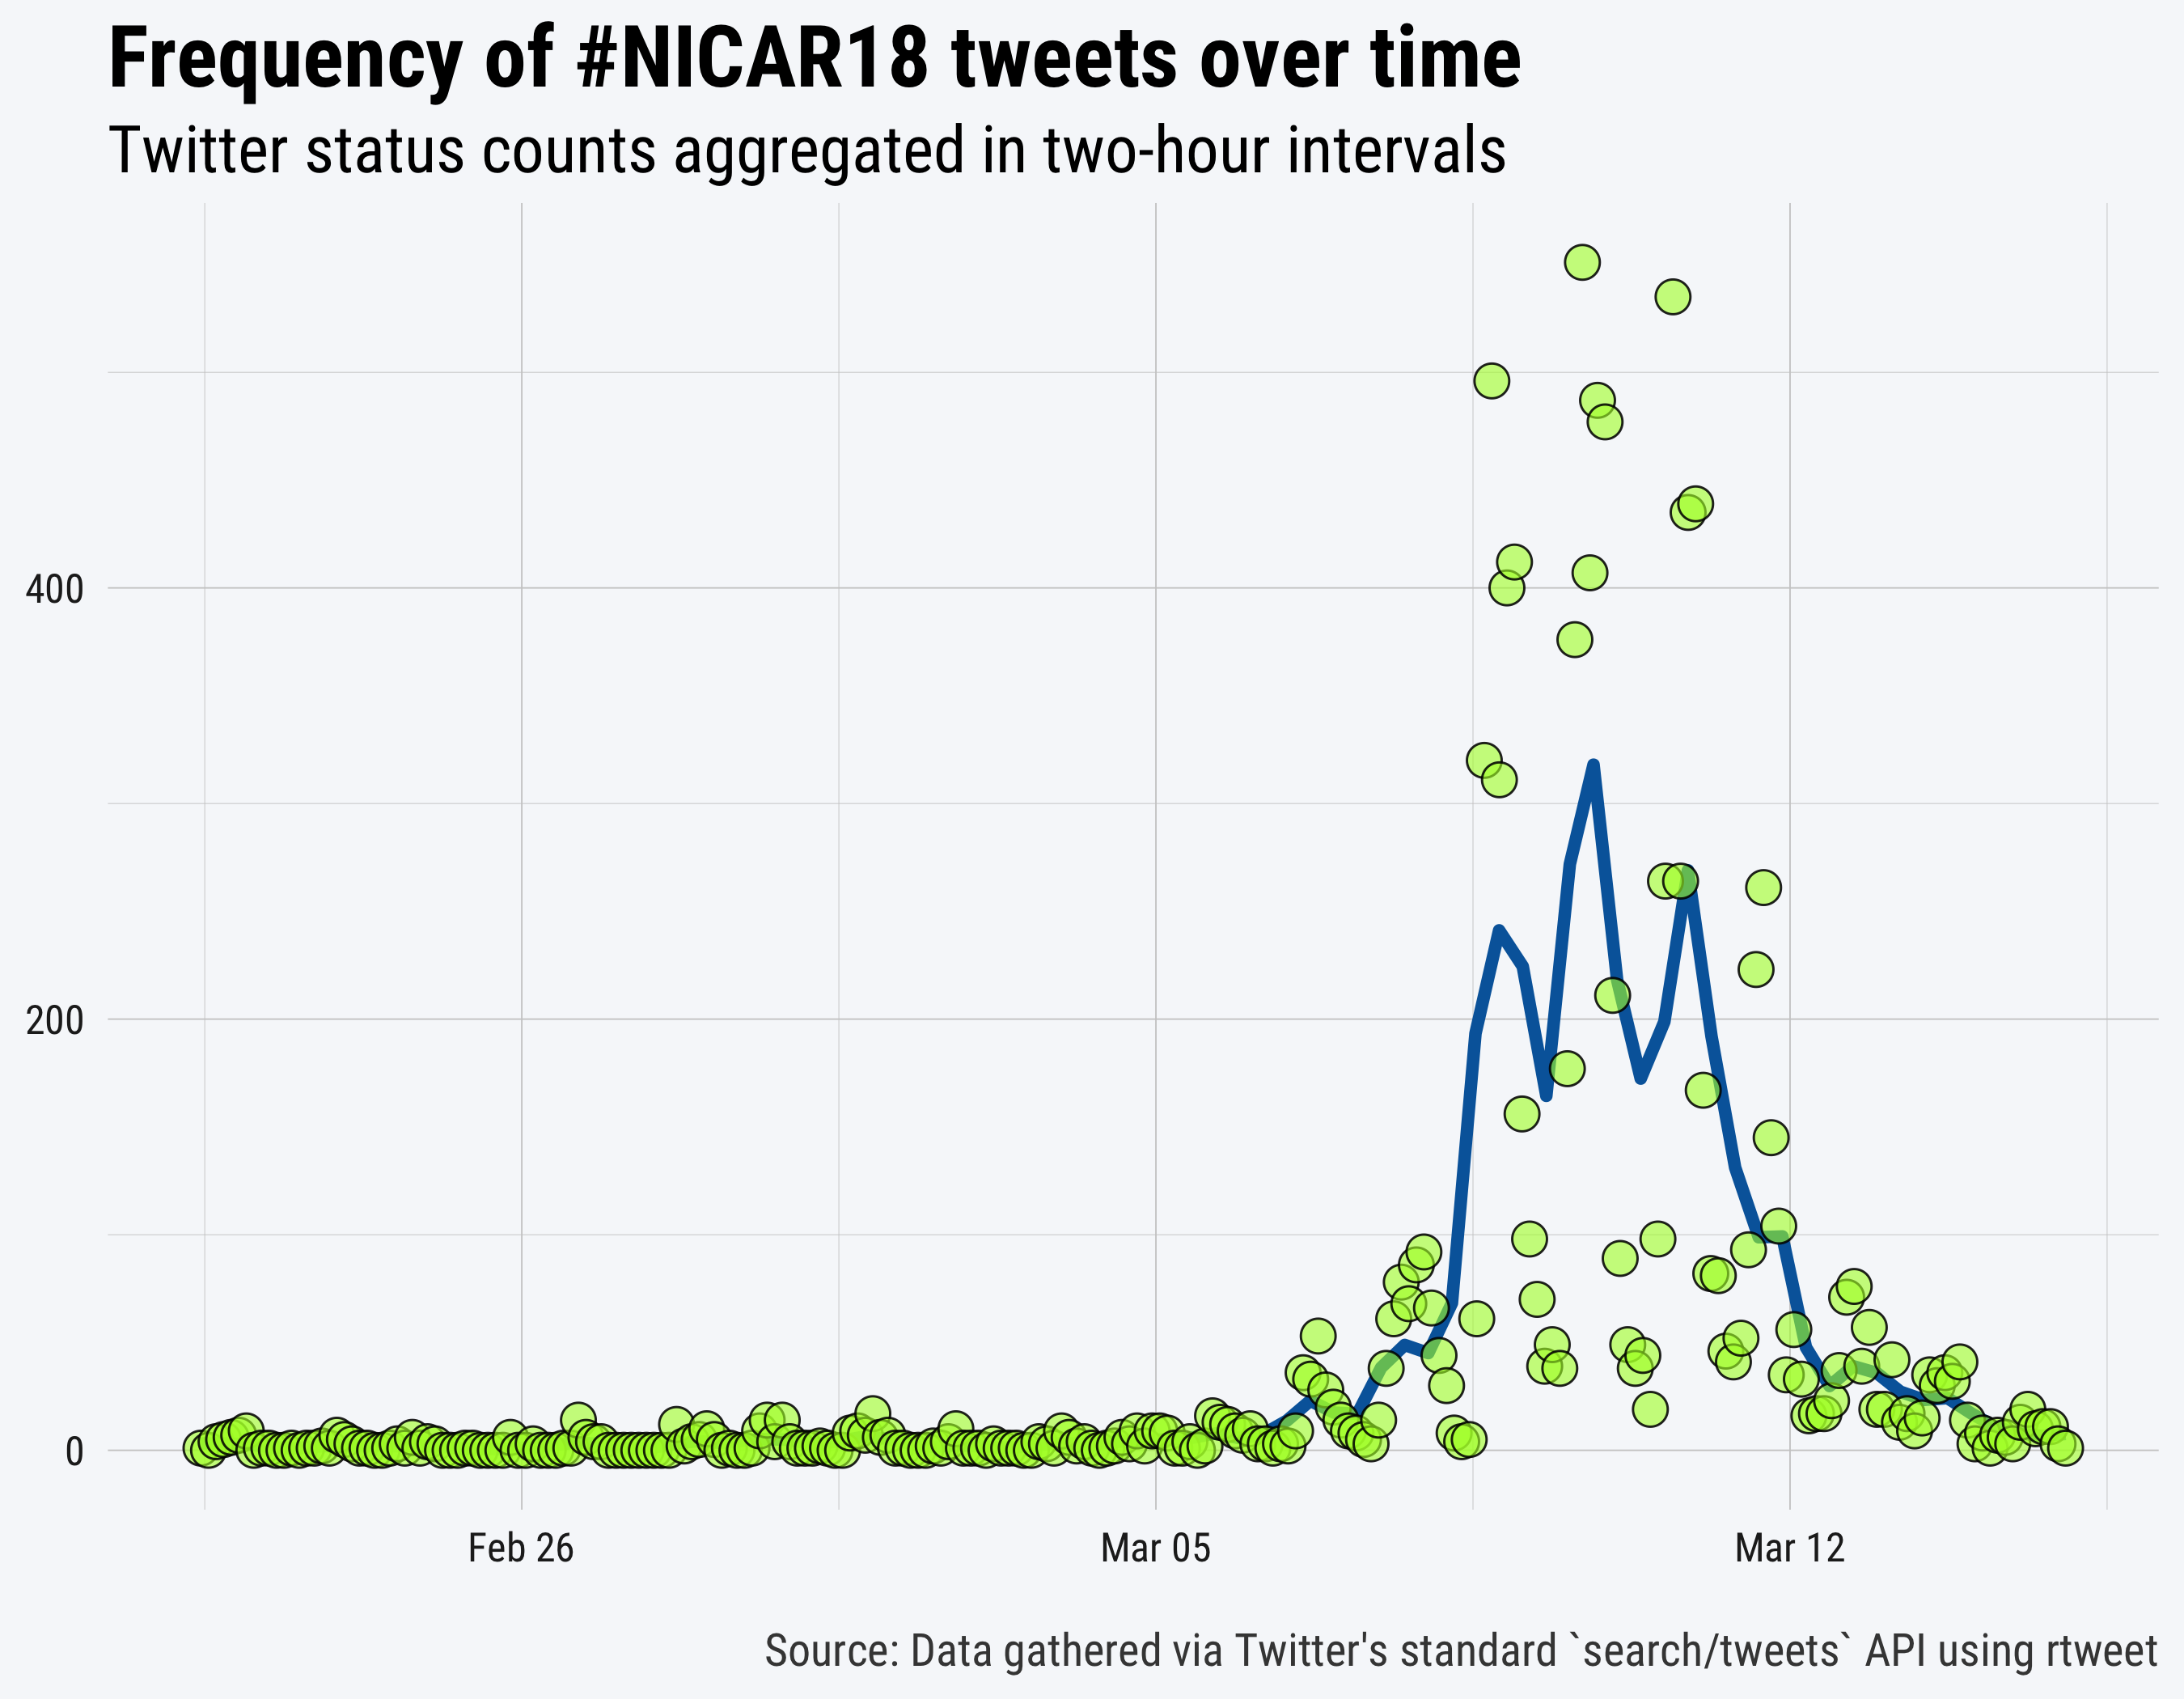 Frequency of #NICAR18 tweets over time
Twitter status counts aggregated in two-hour intervals
400
200
0
Feb 26 Mar 05 Mar 12
Source: Data gathered via Twitter's standard `search/tweets` API using rtweet